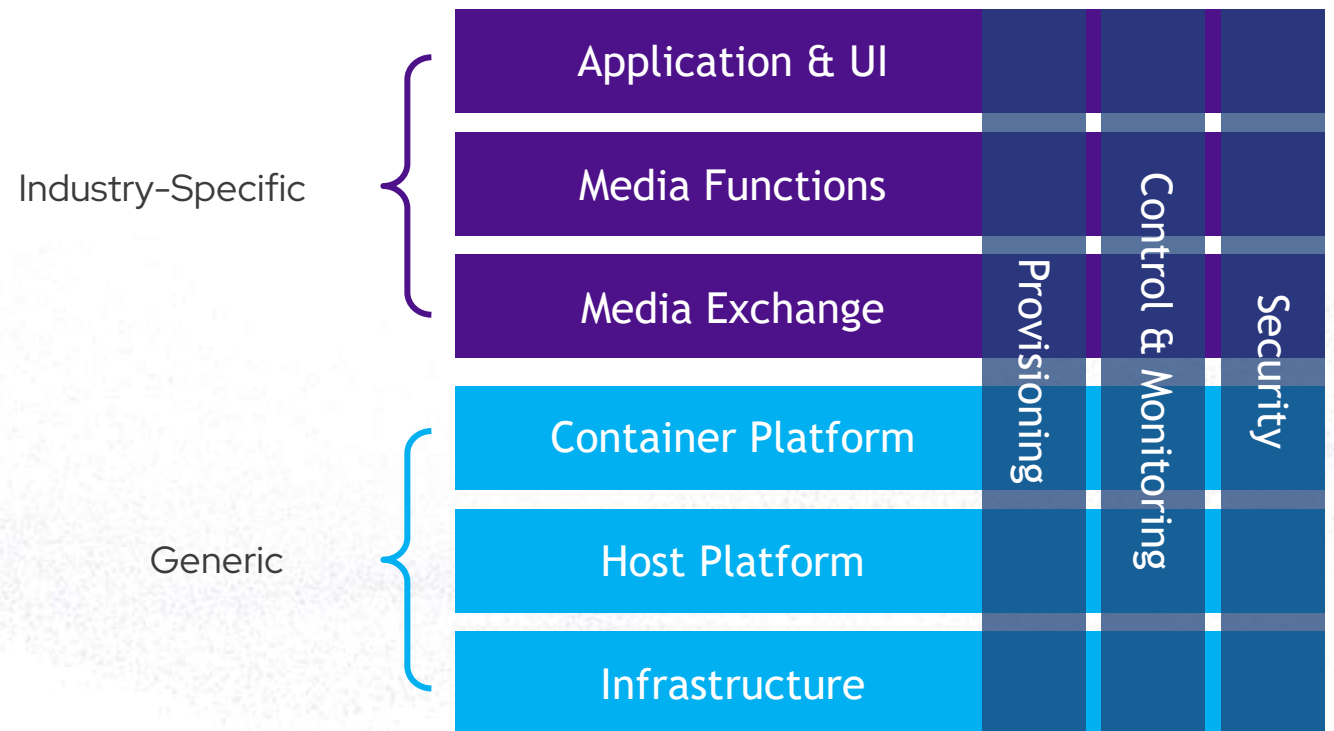 Application & UI
Industry-Specific
Media Functions
Media Exchange
Container Platform
Generic
Host Platform
Infrastructure
Provisioning
Control & Monitoring
Security